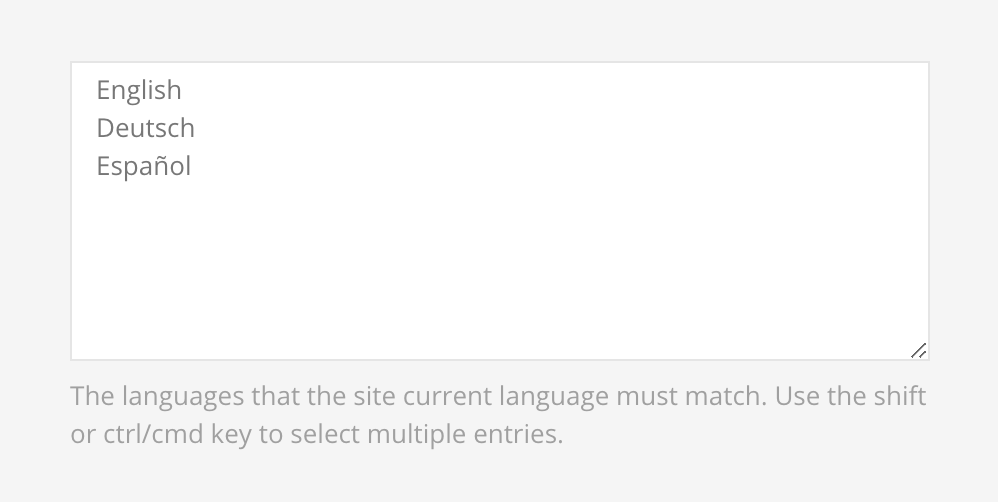 English
Deutsch
Español
The languages that the site current language must match. Use the shift
or ctrl/cmd key to select multiple entries.